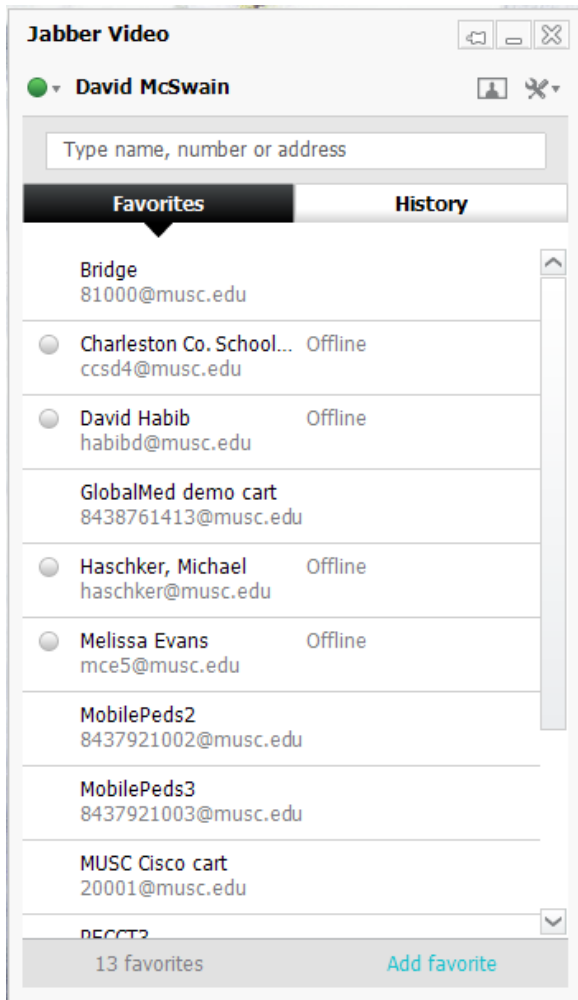 Jabber Video
David McSwain
Type name, number or address
Favorites History
Bridge
81000@musc.edu
Charleston Co. School... Offline
ccsd4@musc.edu
David Habib Offline
habibd@musc.edu
GlobalMed demo cart
8438761413@musc.edu
Haschker, Michael Offline
haschker@musc.edu
Melissa Evans Offline
mce5@musc.edu
MobilePeds2
8437921002@musc.edu
MobilePeds3
8437921003@musc.edu
MUSC Cisco cart
20001@musc.edu
13 favorites Add favorite